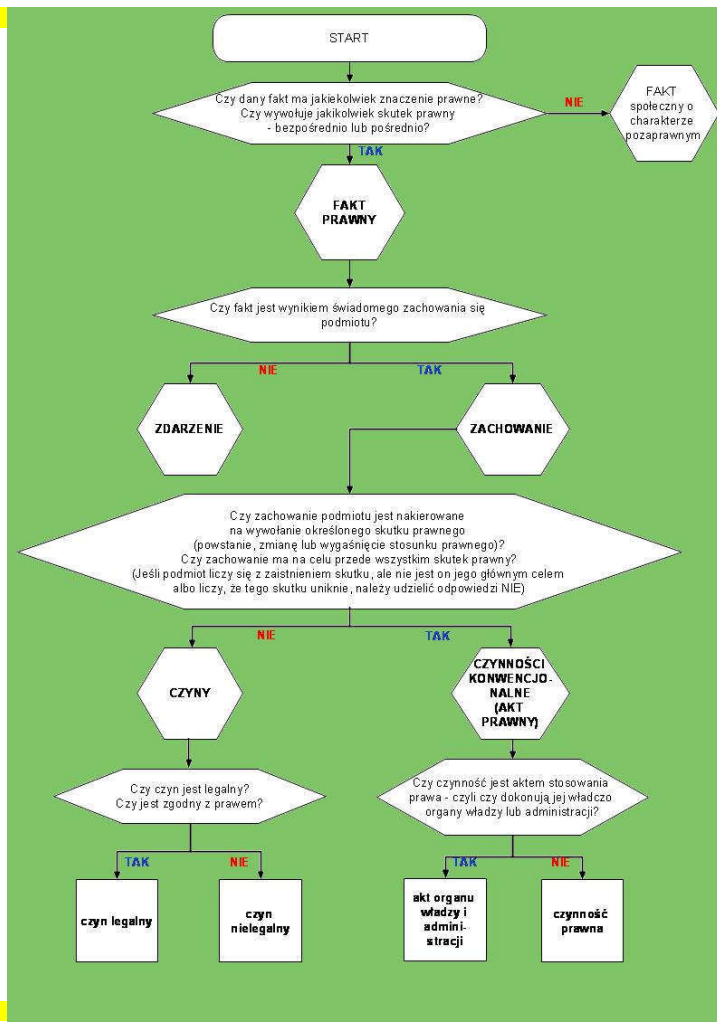 START
Czy dany fakt ma jakiekolwiek znaczenie prawne?
Czy wywołuje jakikolwiek skutek prawny
- bezpośrednio lub pośrednio?
NIE
FAKT
społeczny o
charakterze
pozaprawnym
TAK
FAKT
PRAWNY
Czy fakt jest wynikiem świadomego zachowania się
podmiotu?
NIE
TAK
ZDARZENIE
ZACHOWANIE
Czy zachowanie podmiotu jest nakierowane
na wywołanie określonego skutku prawnego
(powstanie, zmianę lub wygaśnięcie stosunku prawnego)?
Czy zachowanie ma na celu przede wszystkim skutek prawny?
(Jeśli podmiot liczy się z zaistnieniem skutku, ale nie jest on jego głównym celem
albo liczy, że tego skutku uniknie, należy udzielić odpowiedzi NIE)
NIE
TAK
CZYNY
CZYNNOŚCI
KONWENCJO-
NALNE
(AKT
PRAWNY)
Czy czyn jest legalny?
Czy jest zgodny z prawem?
Czy czynność jest aktem stosowania
prawa - czyli czy dokonują jej władczo
organy władzy lub administracji?
TAK
NIE
TAK
NIE
czyn legalny
czyn
nielegalny
akt organu
władzy i
admini-
stracji
czynność
prawna